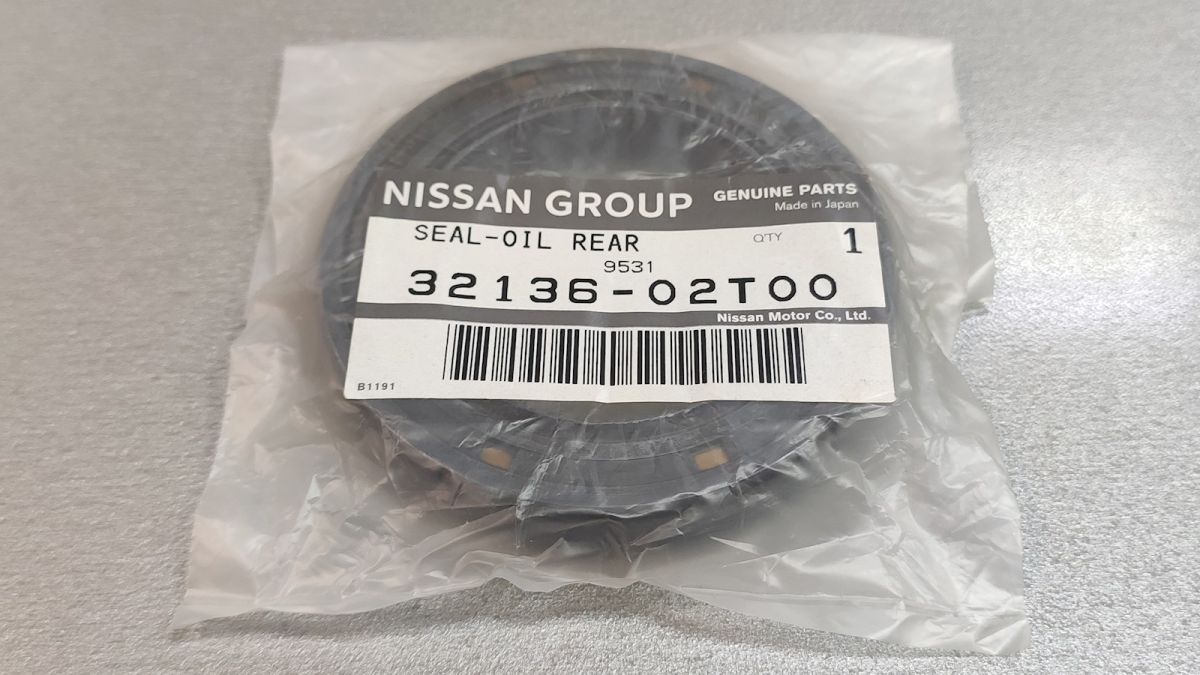 NISSAN GROUP
GENUINE PARTS
Made in Japan
SEAL-OIL REAR
Q'TY 1
9531
32136-02T00
Nissan Motor Co., Ltd.
B1191